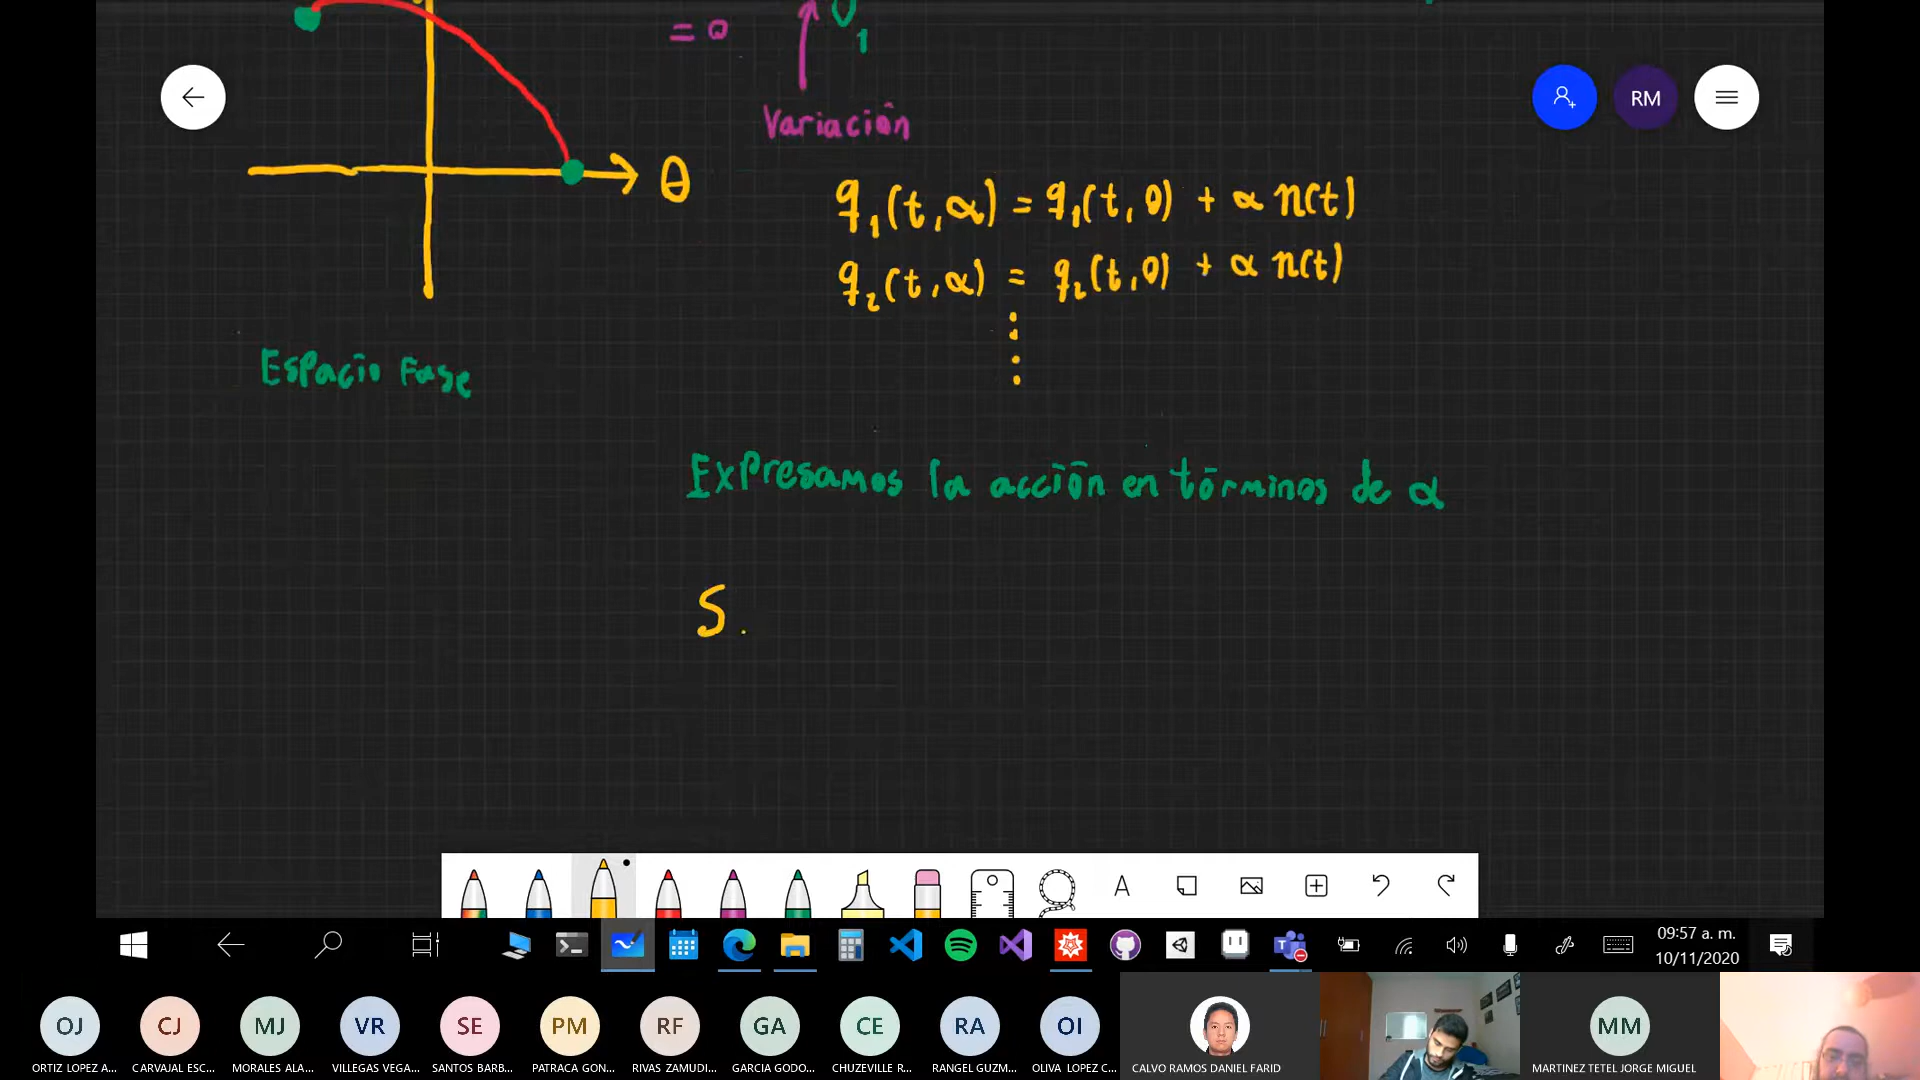 = 0
1
Variación
θ
q₁(t,α) = q₁(t,0) + α η(t)
q₂(t,α) = q₂(t,0) + α η(t)
Espacio Fase
Expresamos la acción en términos de α
S
RM
A
09:57 a. m.
10/11/2020
OJ
CJ
MJ
VR
SE
PM
RF
GA
CE
RA
OI
MM
ORTIZ LOPEZ A...
CARVAJAL ESC...
MORALES ALA...
VILLEGAS VEGA...
SANTOS BARB...
PATRACA GON...
RIVAS ZAMUDI...
GARCIA GODO...
CHUZEVILLE R...
RANGEL GUZM...
OLIVA LOPEZ C...
CALVO RAMOS DANIEL FARID
MARTINEZ TETEL JORGE MIGUEL